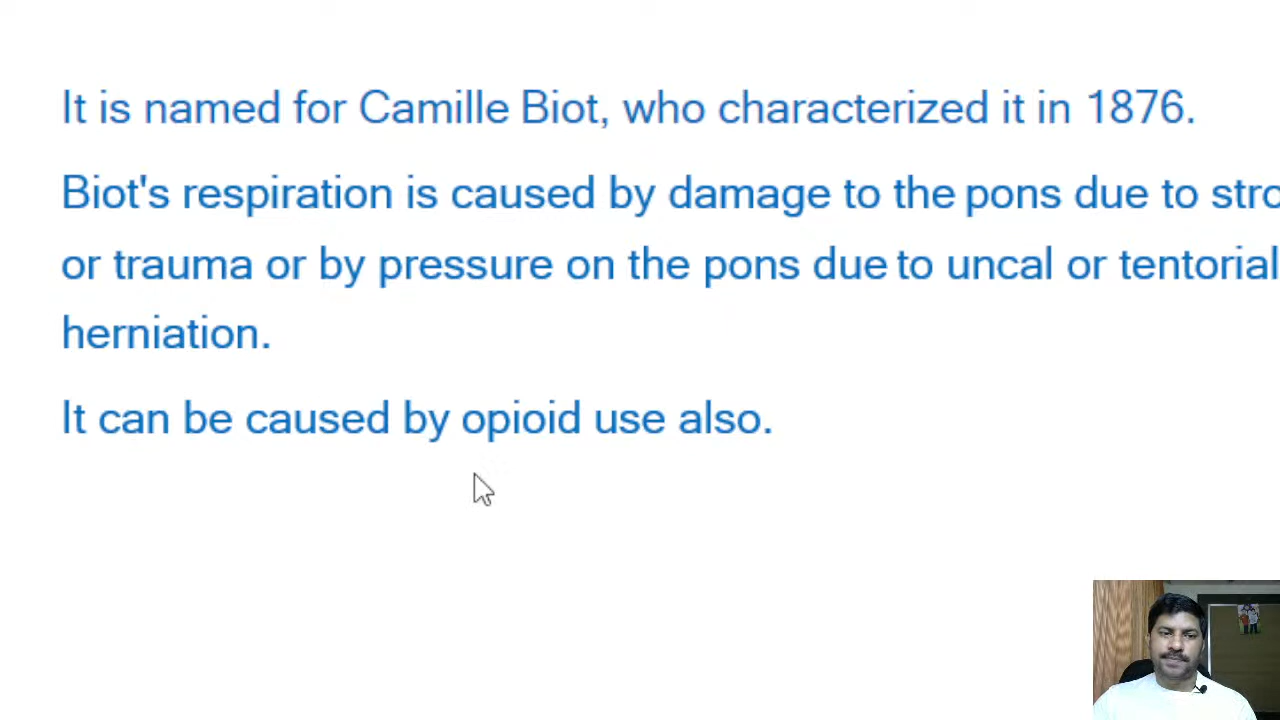 It is named for Camille Biot, who characterized it in 1876.
Biot's respiration is caused by damage to the pons due to
or trauma or by pressure on the pons due to uncal or tentorial
herniation.
It can be caused by opioid use also.